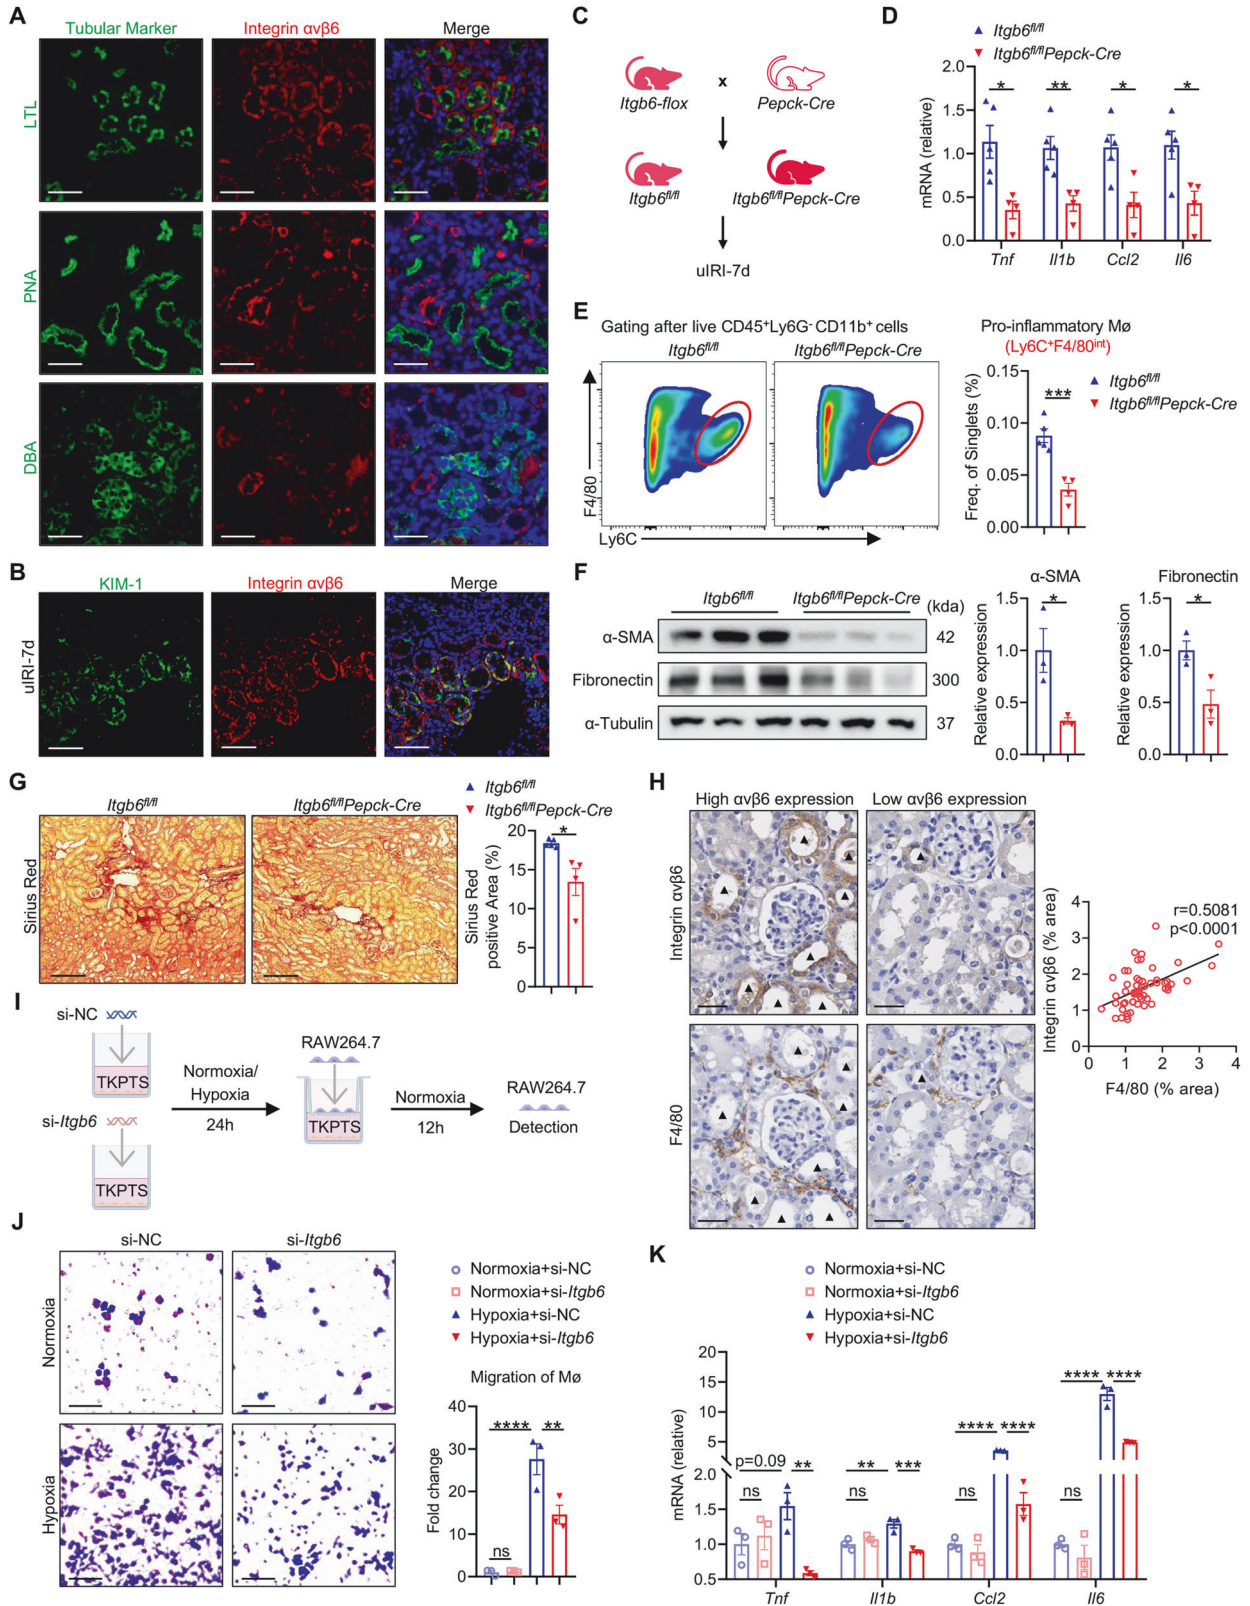 A
Tubular Marker
Integrin αvβ6
Merge
LTL
PNA
DBA
B
KIM-1
Integrin αvβ6
Merge
uIRI-7d
C
Itgb6-flox
x
Pepck-Cre
Itgb6fl/fl
Itgb6fl/flPepck-Cre
uIRI-7d
D
Itgb6fl/fl
Itgb6fl/flPepck-Cre
mRNA (relative)
2.0
1.5
1.0
0.5
0.0
* ** * *
Tnf Il1b Ccl2 Il6
E
Gating after live CD45+Ly6G- CD11b+ cells
Itgb6fl/fl
Itgb6fl/flPepck-Cre
F4/80
Ly6C
Pro-inflammatory Mø
(Ly6C+F4/80int)
Itgb6fl/fl
Itgb6fl/flPepck-Cre
Freq. of Singlets (%)
0.15
0.10
0.05
0.00
***
F
Itgb6fl/fl
Itgb6fl/flPepck-Cre
(kda)
α-SMA
42
Fibronectin
300
α-Tubulin
37
α-SMA
Relative expression
1.5
1.0
0.5
0.0
*
Fibronectin
Relative expression
1.5
1.0
0.5
0.0
*
G
Itgb6fl/fl
Itgb6fl/flPepck-Cre
Sirius Red
Itgb6fl/fl
Itgb6fl/flPepck-Cre
Sirius Red
positive Area (%)
20
15
10
5
0
*
H
High αvβ6 expression
Low αvβ6 expression
Integrin αvβ6
F4/80
Integrin αvβ6 (% area)
4
3
2
1
0
r=0.5081
p<0.0001
0 1 2 3 4
F4/80 (% area)
I
si-NC
TKPTS
si-Itgb6
TKPTS
Normoxia/
Hypoxia
24h
RAW264.7
TKPTS
Normoxia
12h
RAW264.7
Detection
J
si-NC
si-Itgb6
Normoxia
Hypoxia
Normoxia+si-NC
Normoxia+si-Itgb6
Hypoxia+si-NC
Hypoxia+si-Itgb6
Migration of Mø
Fold change
40
30
20
10
0
**** **
ns
K
Normoxia+si-NC
Normoxia+si-Itgb6
Hypoxia+si-NC
Hypoxia+si-Itgb6
mRNA (relative)
20
15
10
5
2.0
1.5
1.0
0.5
p=0.09 **
ns
** ***
ns
**** ****
ns
**** ****
ns
Tnf Il1b Ccl2 Il6